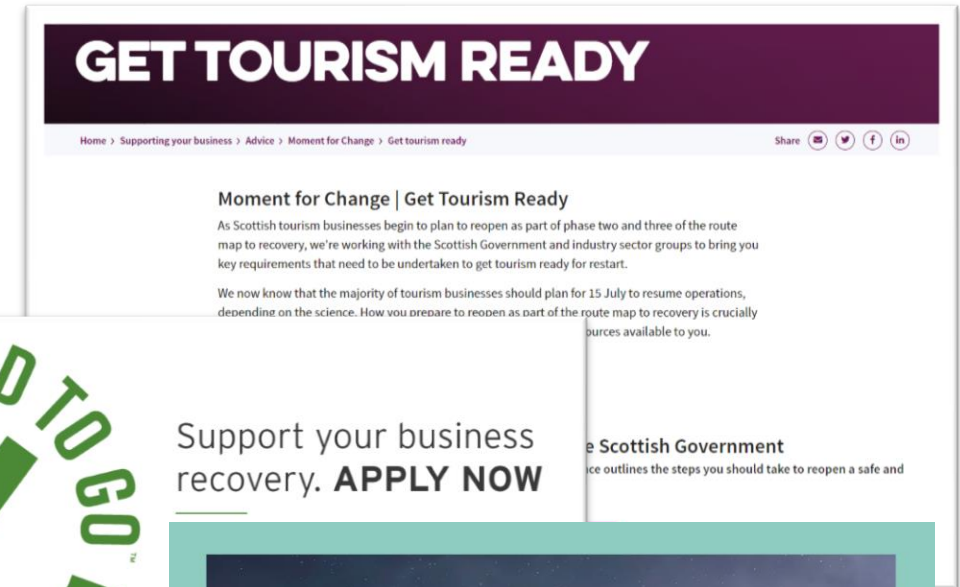 GET TOURISM READY
Home > Supporting your business > Advice > Moment for Change > Get tourism ready
Share
Moment for Change | Get Tourism Ready
As Scottish tourism businesses begin to plan to reopen as part of phase two and three of the route
map to recovery, we're working with the Scottish Government and industry sector groups to bring you
key requirements that need to be undertaken to get tourism ready for restart.
We now know that the majority of tourism businesses should plan for 15 July to resume operations,
depending on the science. How you prepare to reopen as part of the route map to recovery is crucially
available to you.
Scottish Government
outlines the steps you should take to reopen a safe and
TO GO™
Support your business
recovery. APPLY NOW